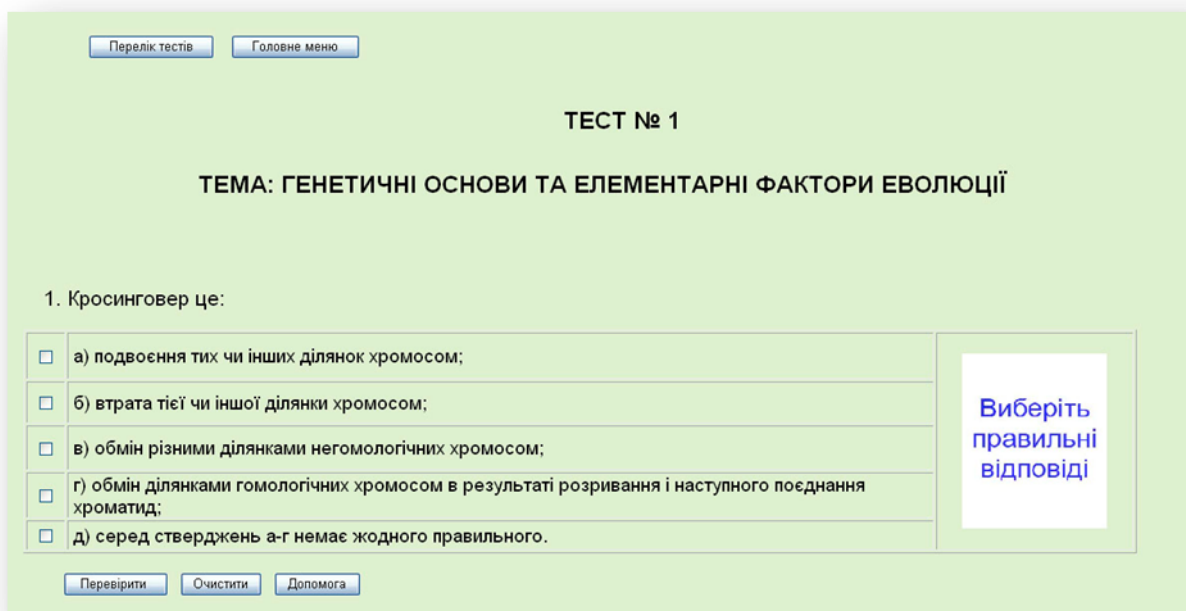 Перелік тестів
Головне меню
ТЕСТ № 1
ТЕМА: ГЕНЕТИЧНІ ОСНОВИ ТА ЕЛЕМЕНТАРНІ ФАКТОРИ ЕВОЛЮЦІЇ
1. Кросинговер це:
а) подвоєння тих чи інших ділянок хромосом;
б) втрата тієї чи іншої ділянки хромосом;
в) обмін різними ділянками негомологічних хромосом;
г) обмін ділянками гомологічних хромосом в результаті розривання і наступного поєднання
хроматид;
д) серед стверджень а-г немає жодного правильного.
Виберіть
правильні
відповіді
Перевірити
Очистити
Допомога